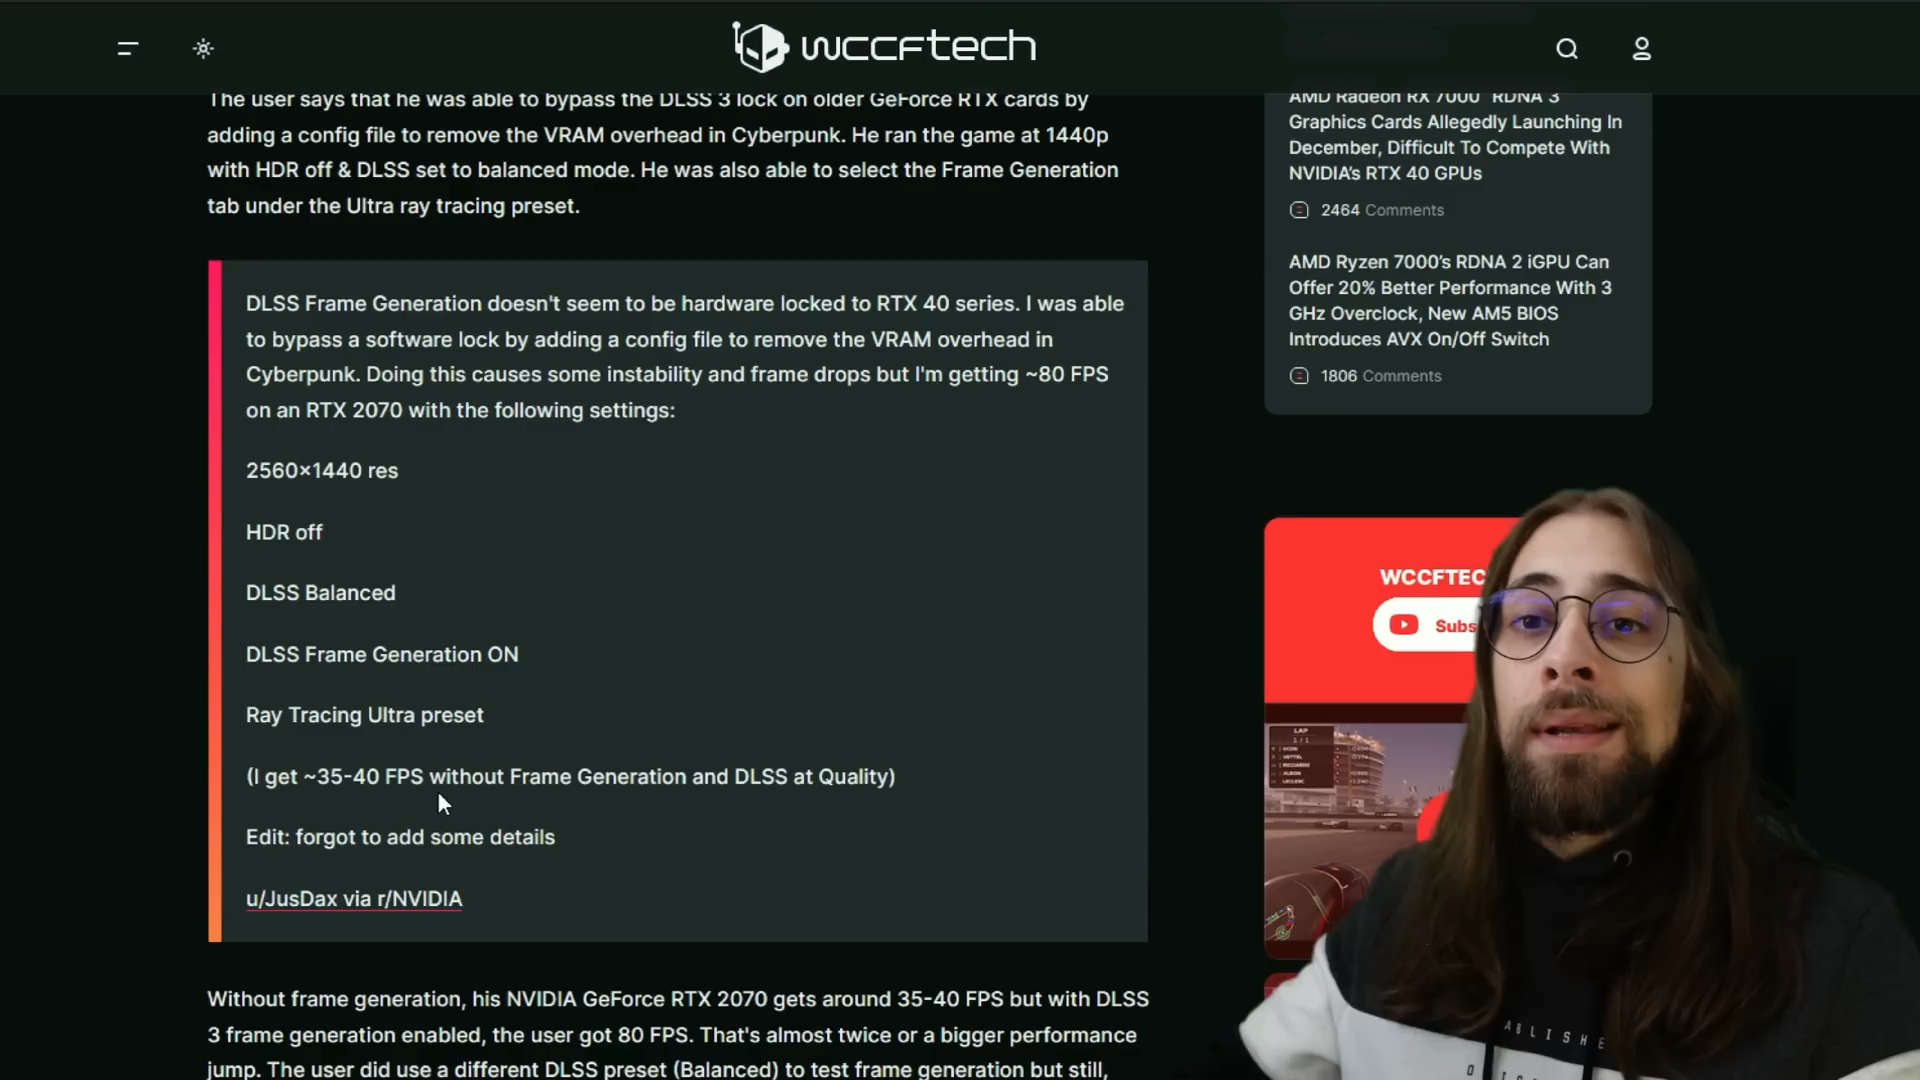 wccftech
The user says that he was able to bypass the DLSS 3 lock on older GeForce RTX cards by
adding a config file to remove the VRAM overhead in Cyberpunk. He ran the game at 1440p
with HDR off & DLSS set to balanced mode. He was also able to select the Frame Generation
tab under the Ultra ray tracing preset.
DLSS Frame Generation doesn't seem to be hardware locked to RTX 40 series. I was able
to bypass a software lock by adding a config file to remove the VRAM overhead in
Cyberpunk. Doing this causes some instability and frame drops but I'm getting ~80 FPS
on an RTX 2070 with the following settings:
2560×1440 res
HDR off
DLSS Balanced
DLSS Frame Generation ON
Ray Tracing Ultra preset
(I get ~35-40 FPS without Frame Generation and DLSS at Quality)
Edit: forgot to add some details
u/JusDax via r/NVIDIA
Without frame generation, his NVIDIA GeForce RTX 2070 gets around 35-40 FPS but with DLSS
3 frame generation enabled, the user got 80 FPS. That's almost twice or a bigger performance
jump. The user did use a different DLSS preset (Balanced) to test frame generation but still,
AMD Radeon RX 7000 "RDNA 3"
Graphics Cards Allegedly Launching In
December, Difficult To Compete With
NVIDIA's RTX 40 GPUs
2464 Comments
AMD Ryzen 7000's RDNA 2 iGPU Can
Offer 20% Better Performance With 3
GHz Overclock, New AM5 BIOS
Introduces AVX On/Off Switch
1806 Comments
WCCFTEC
Subs
LAP
1 / 1
ABLISHE